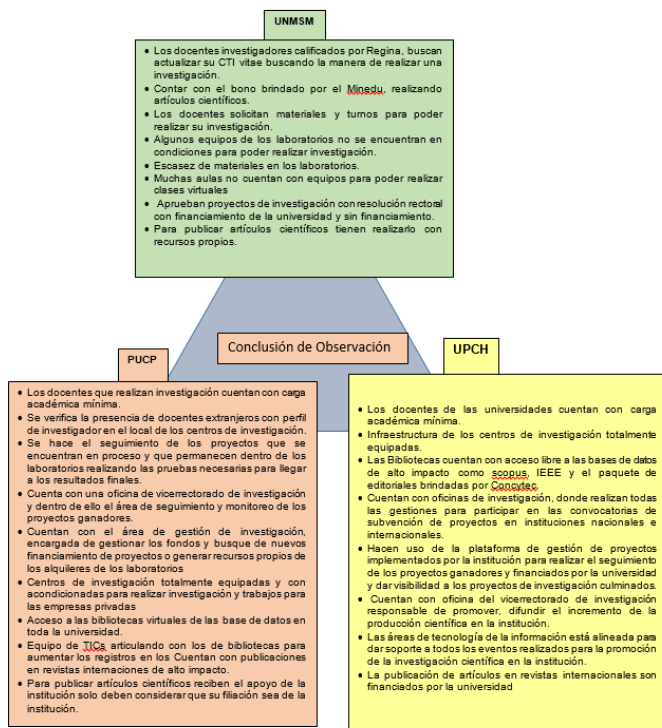 UNMSM
• Los docentes investigadores calificados por Regina, buscan
actualizar su CTI vitae buscando la manera de realizar una
investigación.
• Contar con el bono brindado por el Minedu, realizando
artículos científicos.
• Los docentes solicitan materiales y turnos para poder
realizar su investigación.
• Algunos equipos de los laboratorios no se encuentran en
condiciones para poder realizar investigación.
• Escasez de materiales en los laboratorios.
• Muchas aulas no cuentan con equipos para poder realizar
clases virtuales
• Aprueban proyectos de investigación con resolución rectoral
con financiamiento de la universidad y sin financiamiento.
• Para publicar artículos científicos tienen realizarlo con
recursos propios.
Conclusión de Observación
PUCP
• Los docentes que realizan investigación cuentan con carga
académica mínima.
• Se verifica la presencia de docentes extranjeros con perfil
de investigador en el local de los centros de investigación.
• Se hace el seguimiento de los proyectos que se
encuentran en proceso y que permanecen dentro de los
laboratorios realizando las pruebas necesarias para llegar
a los resultados finales.
• Cuenta con una oficina de vicerrectorado de investigación
y dentro de ello el área de seguimiento y monitoreo de los
proyectos ganadores.
• Cuentan con el área de gestión de investigación,
encargada de gestionar los fondos y busque de nuevos
financiamiento de proyectos o generar recursos propios de
los alquileres de los laboratorios
• Centros de investigación totalmente equipadas y con
acondicionadas para realizar investigación y trabajos para
las empresas privadas
• Acceso a las bibliotecas virtuales de las base de datos en
toda la universidad.
• Equipo de TICs articulando con los de bibliotecas para
aumentar los registros en los Cuentan con publicaciones
en revistas internaciones de alto impacto.
• Para publicar artículos científicos reciben el apoyo de la
institución solo deben considerar que su filiación sea de la
institución.
UPCH
• Los docentes de las universidades cuentan con carga
académica mínima.
• Infraestructura de los centros de investigación totalmente
equipadas.
• Las Bibliotecas cuentan con acceso libre a las bases de datos
de alto impacto como scopus, IEEE y el paquete de
editoriales brindadas por Concytec.
• Cuentan con oficinas de investigación, donde realizan todas
las gestiones para participar en las convocatorias de
subvención de proyectos en instituciones nacionales e
internacionales.
• Hacen uso de la plataforma de gestión de proyectos
implementados por la institución para realizar el seguimiento
de los proyectos ganadores y financiados por la universidad
y dar visibilidad a los proyectos de investigación culminados.
• Cuentan con oficina del vicerrectorado de investigación
responsable de promover, difundir el incremento de la
producción científica en la institución.
• Las áreas de tecnología de la información está alineada para
dar soporte a todos los eventos realizados para la promoción
de la investigación científica en la institución.
• La publicación de artículos en revistas internacionales son
financiados por la universidad